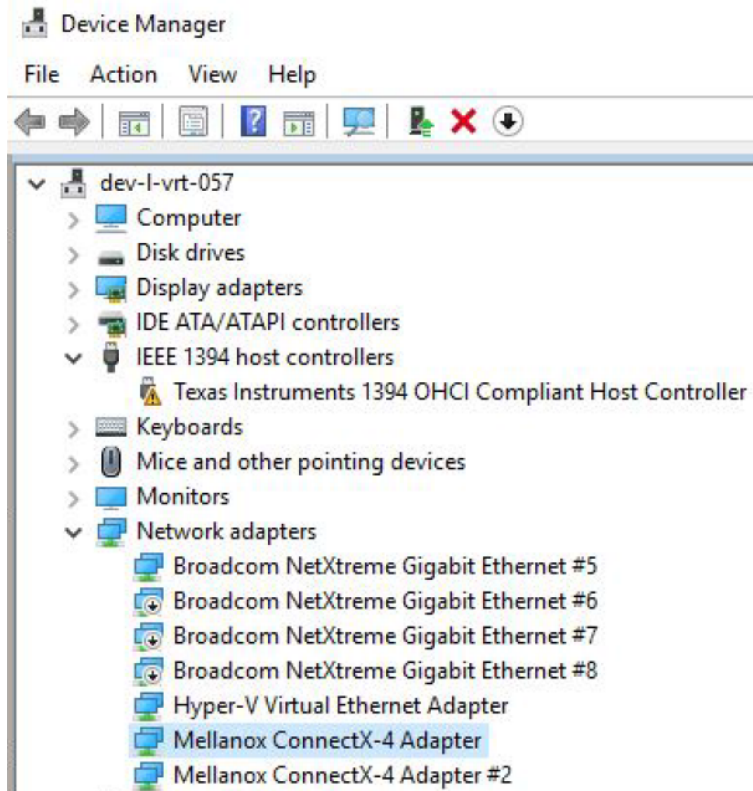 Device Manager
File Action View Help
dev-l-vrt-057
Computer
Disk drives
Display adapters
IDE ATA/ATAPI controllers
IEEE 1394 host controllers
Texas Instruments 1394 OHCI Compliant Host Controller
Keyboards
Mice and other pointing devices
Monitors
Network adapters
Broadcom NetXtreme Gigabit Ethernet #5
Broadcom NetXtreme Gigabit Ethernet #6
Broadcom NetXtreme Gigabit Ethernet #7
Broadcom NetXtreme Gigabit Ethernet #8
Hyper-V Virtual Ethernet Adapter
Mellanox ConnectX-4 Adapter
Mellanox ConnectX-4 Adapter #2